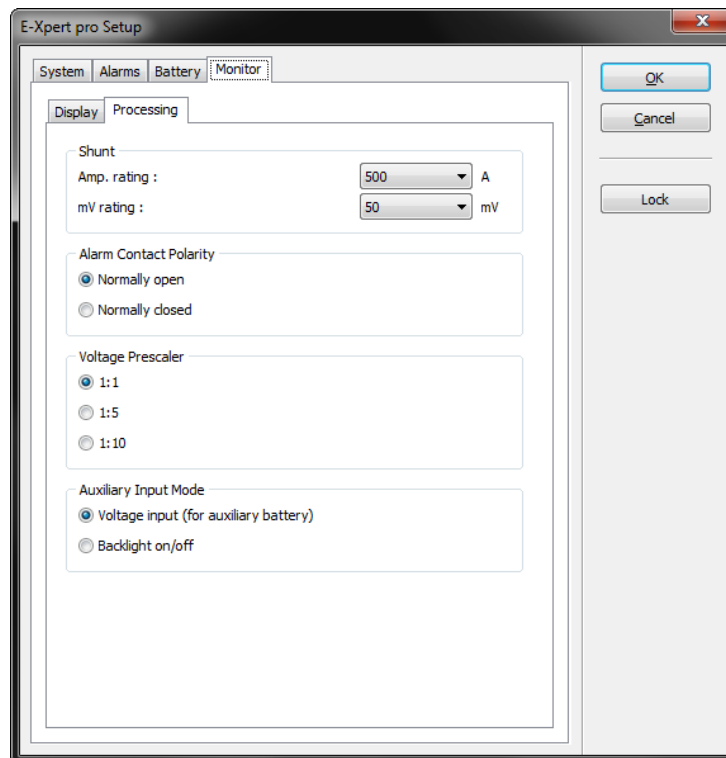 E-Xpert pro Setup
System Alarms Battery Monitor
OK
Cancel
Lock
Display Processing
Shunt
Amp. rating : 500 A
mV rating : 50 mV
Alarm Contact Polarity
Normally open
Normally closed
Voltage Prescaler
1:1
1:5
1:10
Auxiliary Input Mode
Voltage input (for auxiliary battery)
Backlight on/off